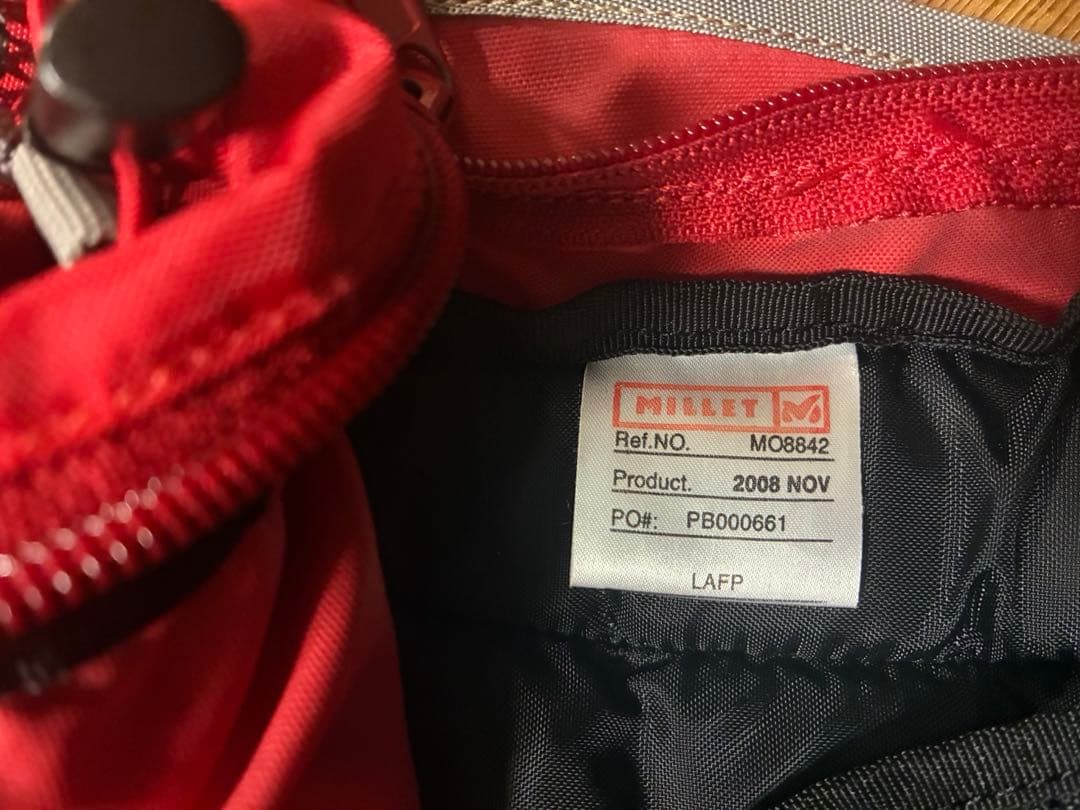 MILLET
Ref.NO. MO8842
Product. 2008 NOV
PO#: PB000661
LAFP